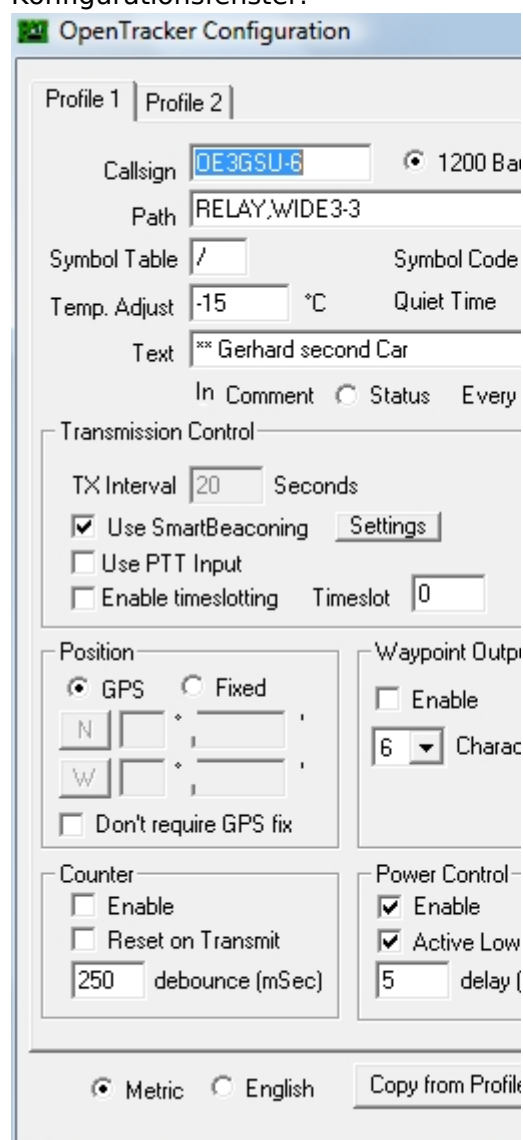 Konfigurationsfenster:
OpenTracker Configuration
Profile 1 Profile 2
Callsign OE3GSU-6 1200 Bau
Path RELAY,WIDE3-3
Symbol Table / Symbol Code
Temp. Adjust -15 °C Quiet Time
Text ** Gerhard second Car
In Comment Status Every
Transmission Control
TX Interval 20 Seconds
Use SmartBeaconing Settings
Use PTT Input
Enable timeslotting Timeslot 0
Position Waypoint Outpu
GPS Fixed Enable
N ° , ' 6 Charac
W ° , '
Don't require GPS fix
Counter Power Control
Enable Enable
Reset on Transmit Active Low
250 debounce (mSec) 5 delay (
Metric English Copy from Profile